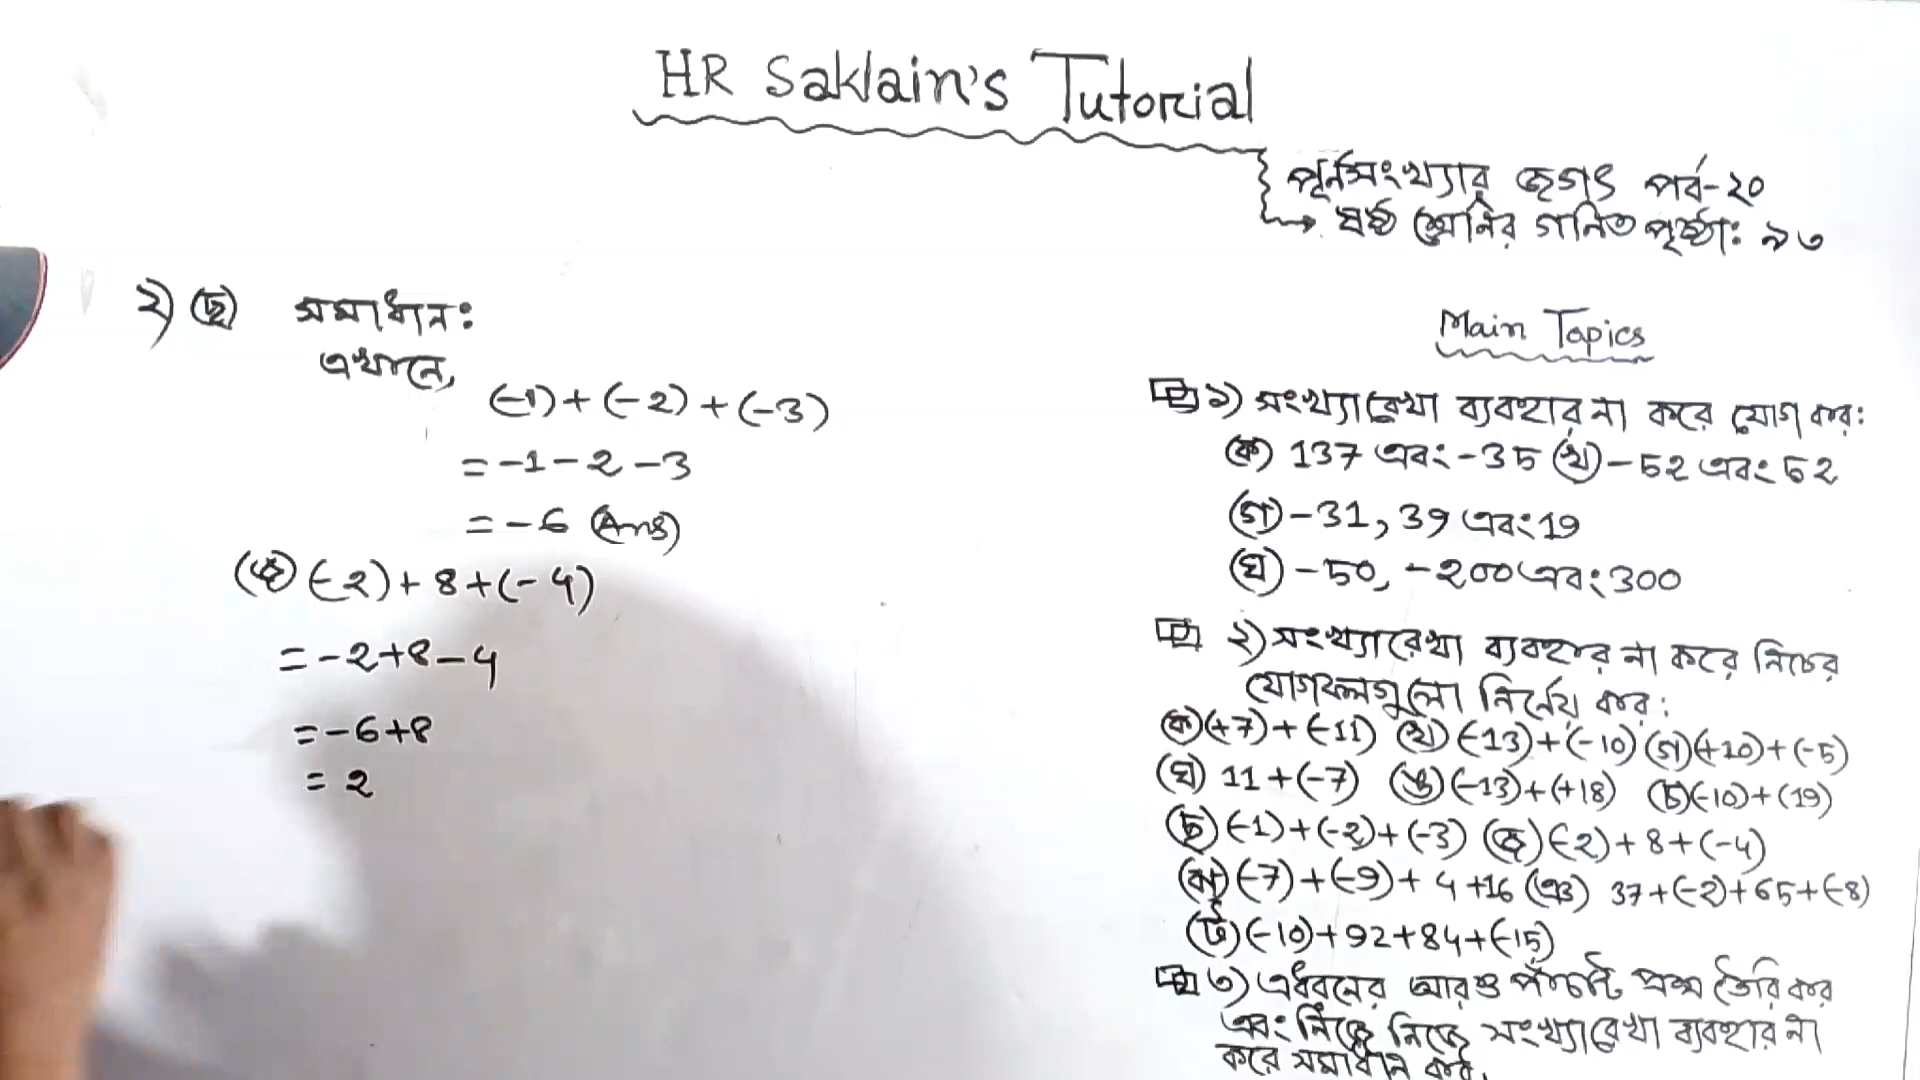 HR Saklain's Tutorial
পূর্নসংখ্যার জগৎ পর্ব-২০
ষষ্ঠ শ্রেনির গনিত পৃষ্ঠা: ৯৩
২) (ছ) সমাধান:
এখানে,
(-1)+(-2)+(-3)
=-1-2-3
=-6 (Ans)
(জ) (-2)+8+(-4)
=-2+8-4
=-6+8
=2
Main Topics
১) সংখ্যারেখা ব্যবহার না করে যোগ কর:
(ক) 137 এবং -35 (খ) -52 এবং 52
(গ) -31, 39 এবং 19
(ঘ) -50, -200 এবং 300
২) সংখ্যারেখা ব্যবহার না করে নিচের
যোগফলগুলো নির্নেয় কর:
(ক) (+7)+(-11) (খ) (-13)+(-10) (গ) (+10)+(-5)
(ঘ) 11+(-7) (ঙ) (-13)+(+18) (চ) (-10)+(19)
(ছ) (-1)+(-2)+(-3) (জ) (-2)+8+(-4)
(ঝ) (-7)+(-9)+4+16 (ঞ) 37+(-2)+65+(-8)
(ট) (-10)+92+84+(-15)
৩) এধরনের আরও পাঁচটি প্রশ্ন তৈরি কর
এবং নিজে নিজে সংখ্যারেখা ব্যবহার না
করে সমাধান কর।